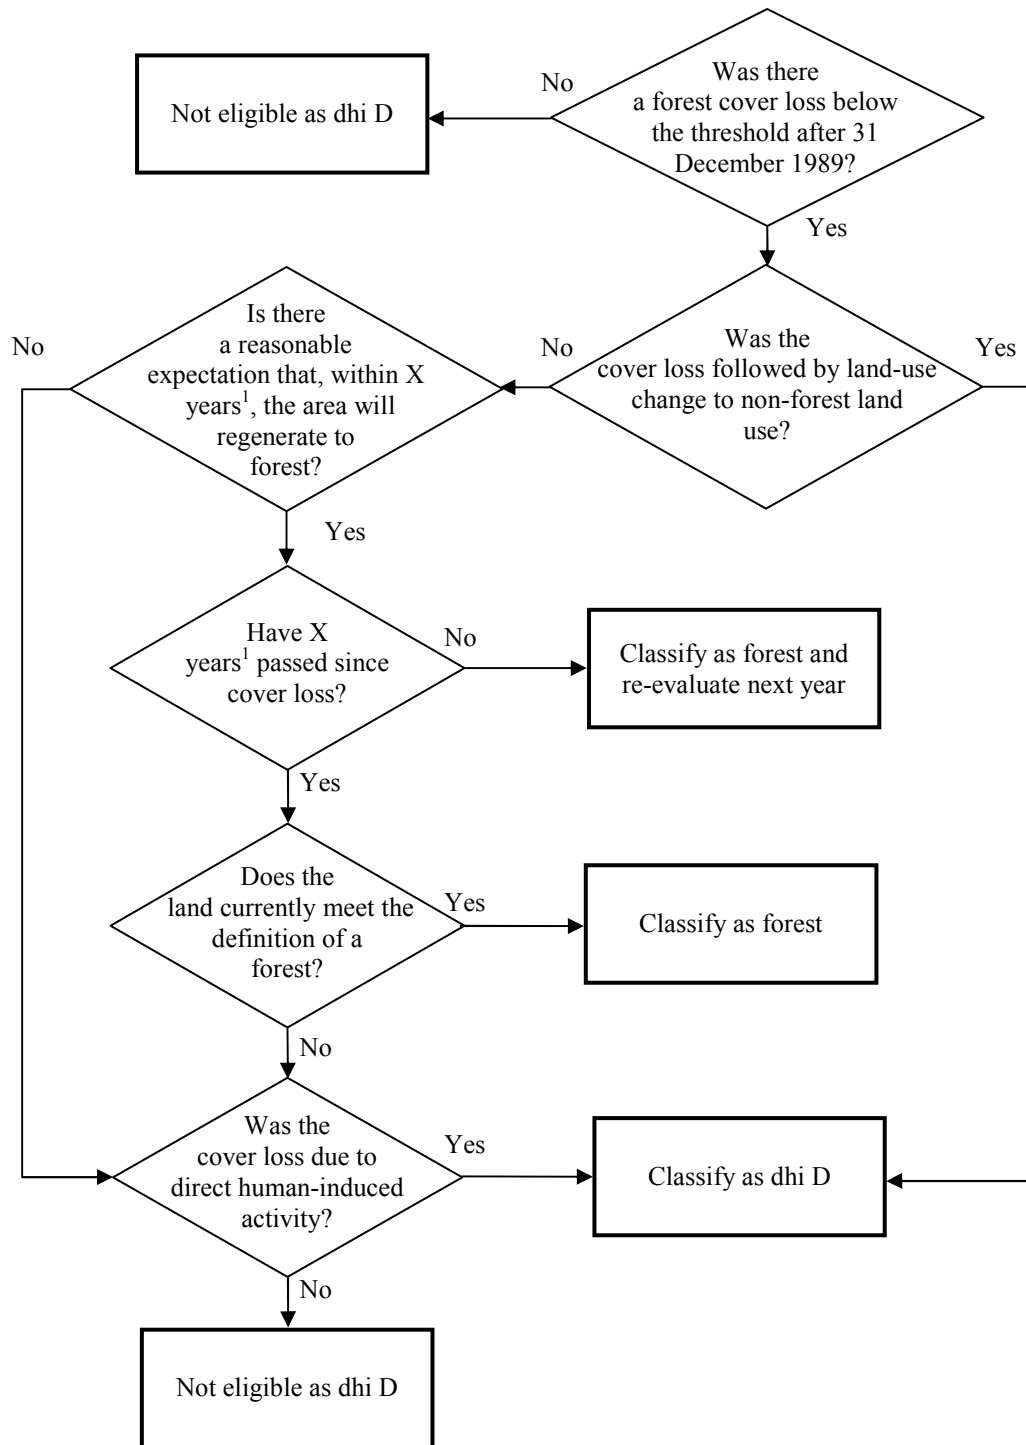 Was there
a forest cover loss below
the threshold after 31
December 1989?
No
Not eligible as dhi D
Yes
Was the
cover loss followed by land-use
change to non-forest land
use?
No
Yes
Is there
a reasonable
expectation that, within X
years¹, the area will
regenerate to
forest?
No
Yes
Have X
years¹ passed since
cover loss?
No
Classify as forest and
re-evaluate next year
Yes
Does the
land currently meet the
definition of a
forest?
Yes
Classify as forest
No
Was the
cover loss due to
direct human-induced
activity?
Yes
Classify as dhi D
No
Not eligible as dhi D